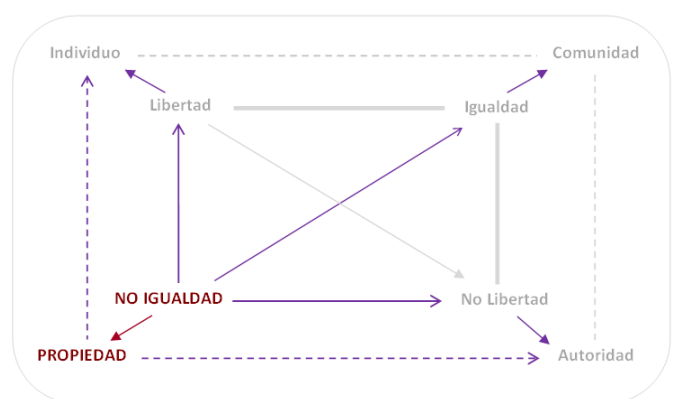 Individuo
Comunidad
Libertad
Igualdad
NO IGUALDAD
No Libertad
PROPIEDAD
Autoridad